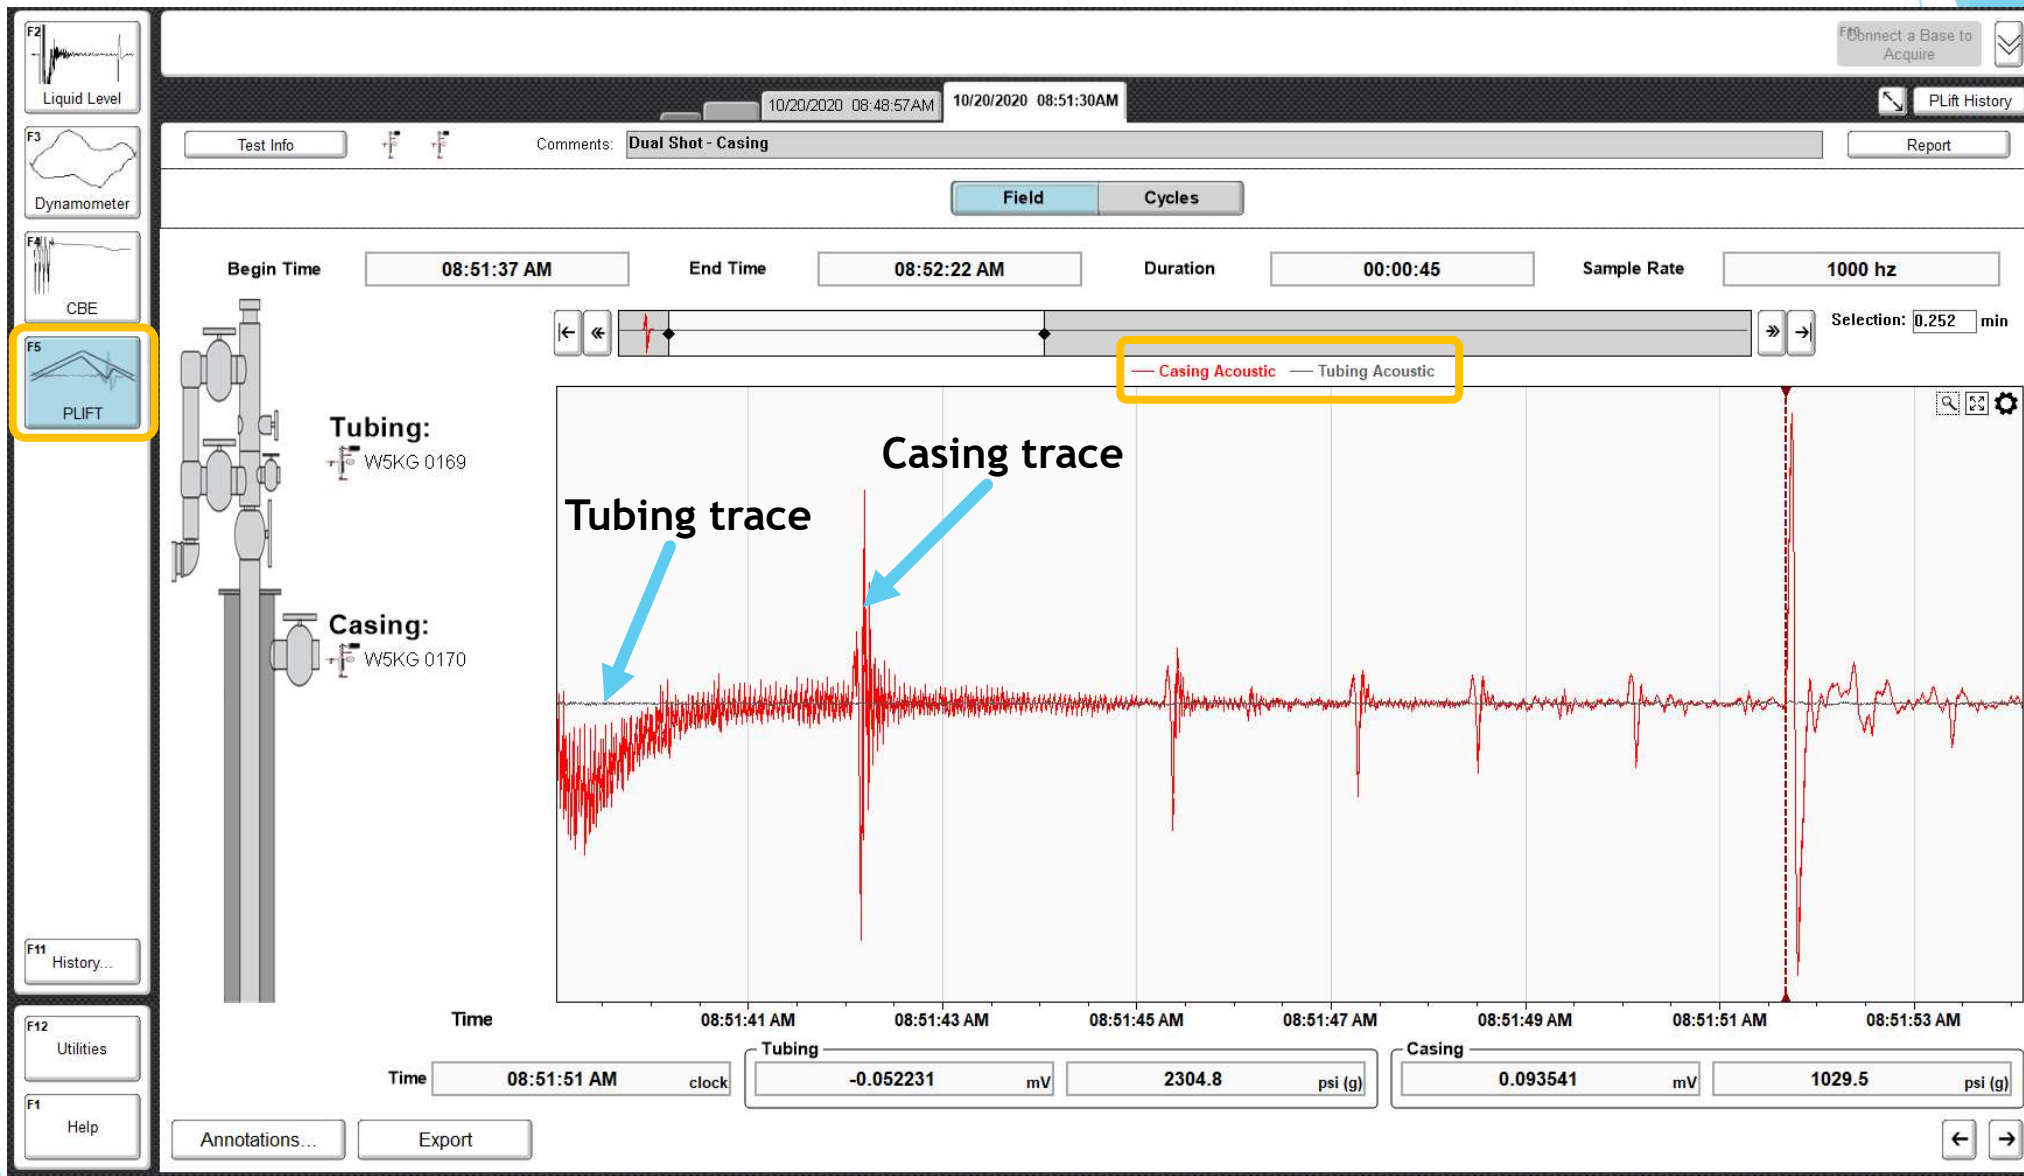 F10
Connect a Base to
Acquire
F2
Liquid Level
10/20/2020 08:48:57AM
10/20/2020 08:51:30AM
PLift History
F3
Dynamometer
Test Info
Comments:
Dual Shot - Casing
Report
Field
Cycles
F4
CBE
Begin Time
08:51:37 AM
End Time
08:52:22 AM
Duration
00:00:45
Sample Rate
1000 hz
Selection: 0.252 min
F5
PLIFT
Casing Acoustic
Tubing Acoustic
Tubing:
W5KG 0169
Casing trace
Tubing trace
Casing:
W5KG 0170
F11
History...
Time
08:51:41 AM
08:51:43 AM
08:51:45 AM
08:51:47 AM
08:51:49 AM
08:51:51 AM
08:51:53 AM
F12
Utilities
Tubing
Casing
Time
08:51:51 AM
clock
-0.052231
mV
2304.8
psi (g)
0.093541
mV
1029.5
psi (g)
F1
Help
Annotations...
Export